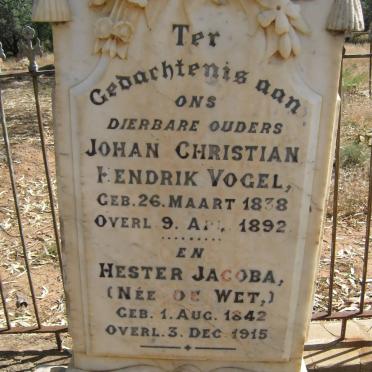 Ter
Gedachtenis aan
ONS
DIERBARE OUDERS
JOHAN CHRISTIAN
HENDRIK VOGEL,
GEB. 26. MAART 1838
OVERL 9. APL 1892
EN
HESTER JACOBA,
(NÉE DE WET,)
GEB. 1. AUG. 1842
OVERL. 3. DEC 1915